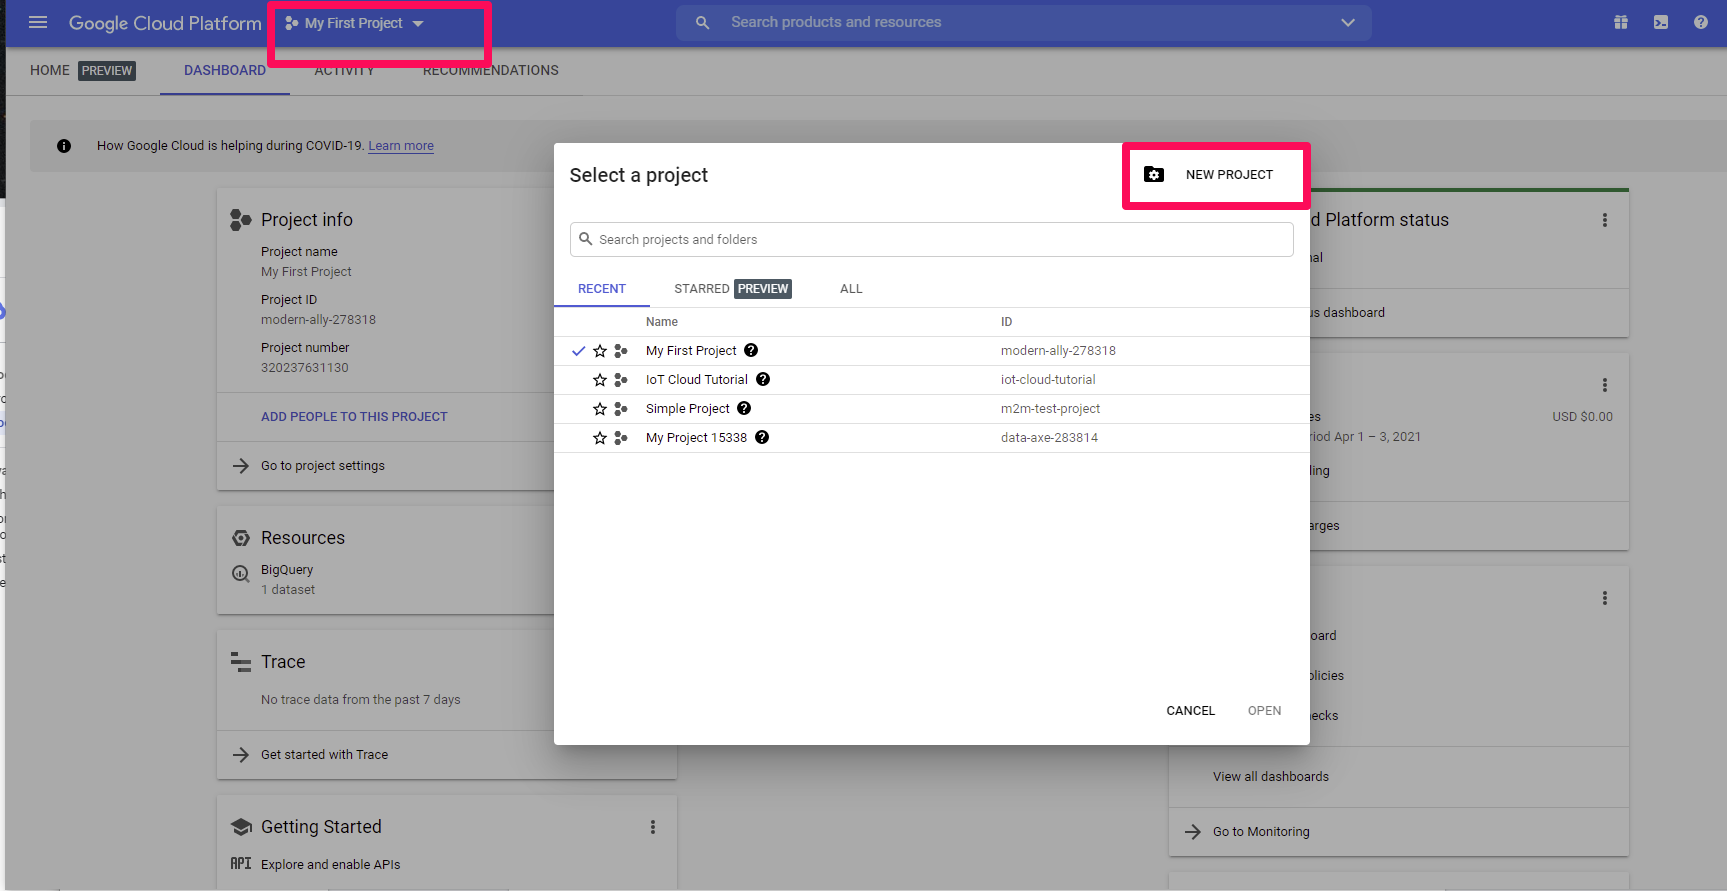 Google Cloud Platform
My First Project
Search products and resources
HOME PREVIEW
DASHBOARD
ACTIVITY
RECOMMENDATIONS
How Google Cloud is helping during COVID-19. Learn more
Project info
Project name
My First Project
Project ID
modern-ally-278318
Project number
320237631130
ADD PEOPLE TO THIS PROJECT
Go to project settings
Resources
BigQuery
1 dataset
Trace
No trace data from the past 7 days
Get started with Trace
Getting Started
API Explore and enable APIs
Select a project
NEW PROJECT
Search projects and folders
RECENT
STARRED PREVIEW
ALL
Name ID
My First Project modern-ally-278318
IoT Cloud Tutorial iot-cloud-tutorial
Simple Project m2m-test-project
My Project 15338 data-axe-283814
CANCEL
OPEN
d Platform status
nal
us dashboard
es
USD $0.00
riod Apr 1 – 3, 2021
ling
arges
oard
olicies
ecks
View all dashboards
Go to Monitoring